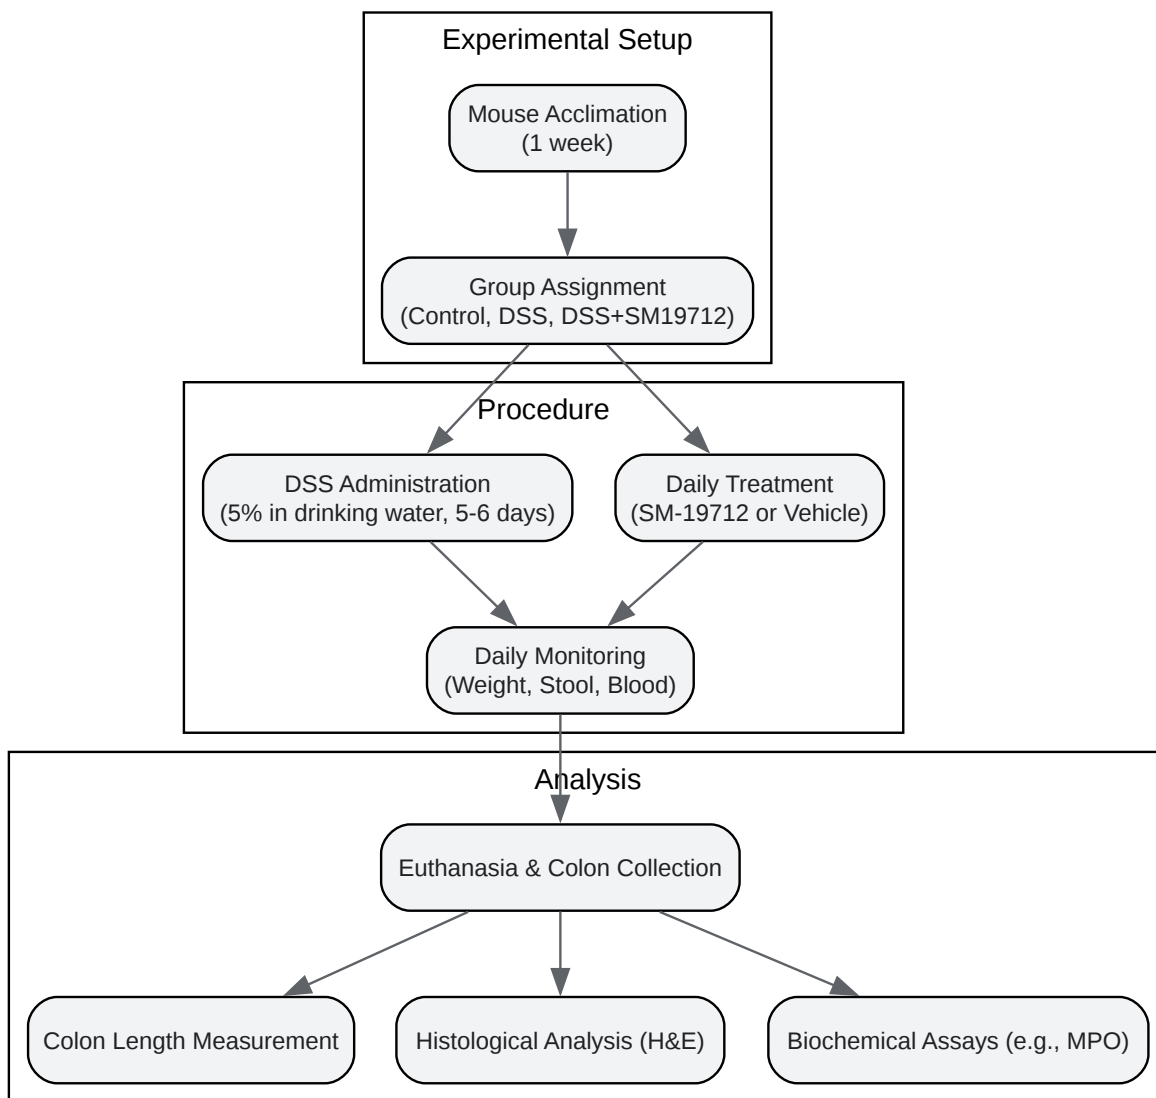 Experimental Setup
Mouse Acclimation
(1 week)
Group Assignment
(Control, DSS, DSS+SM19712)
Procedure
DSS Administration
(5% in drinking water, 5-6 days)
Daily Treatment
(SM-19712 or Vehicle)
Daily Monitoring
(Weight, Stool, Blood)
Analysis
Euthanasia & Colon Collection
Colon Length Measurement
Histological Analysis (H&E)
Biochemical Assays (e.g., MPO)